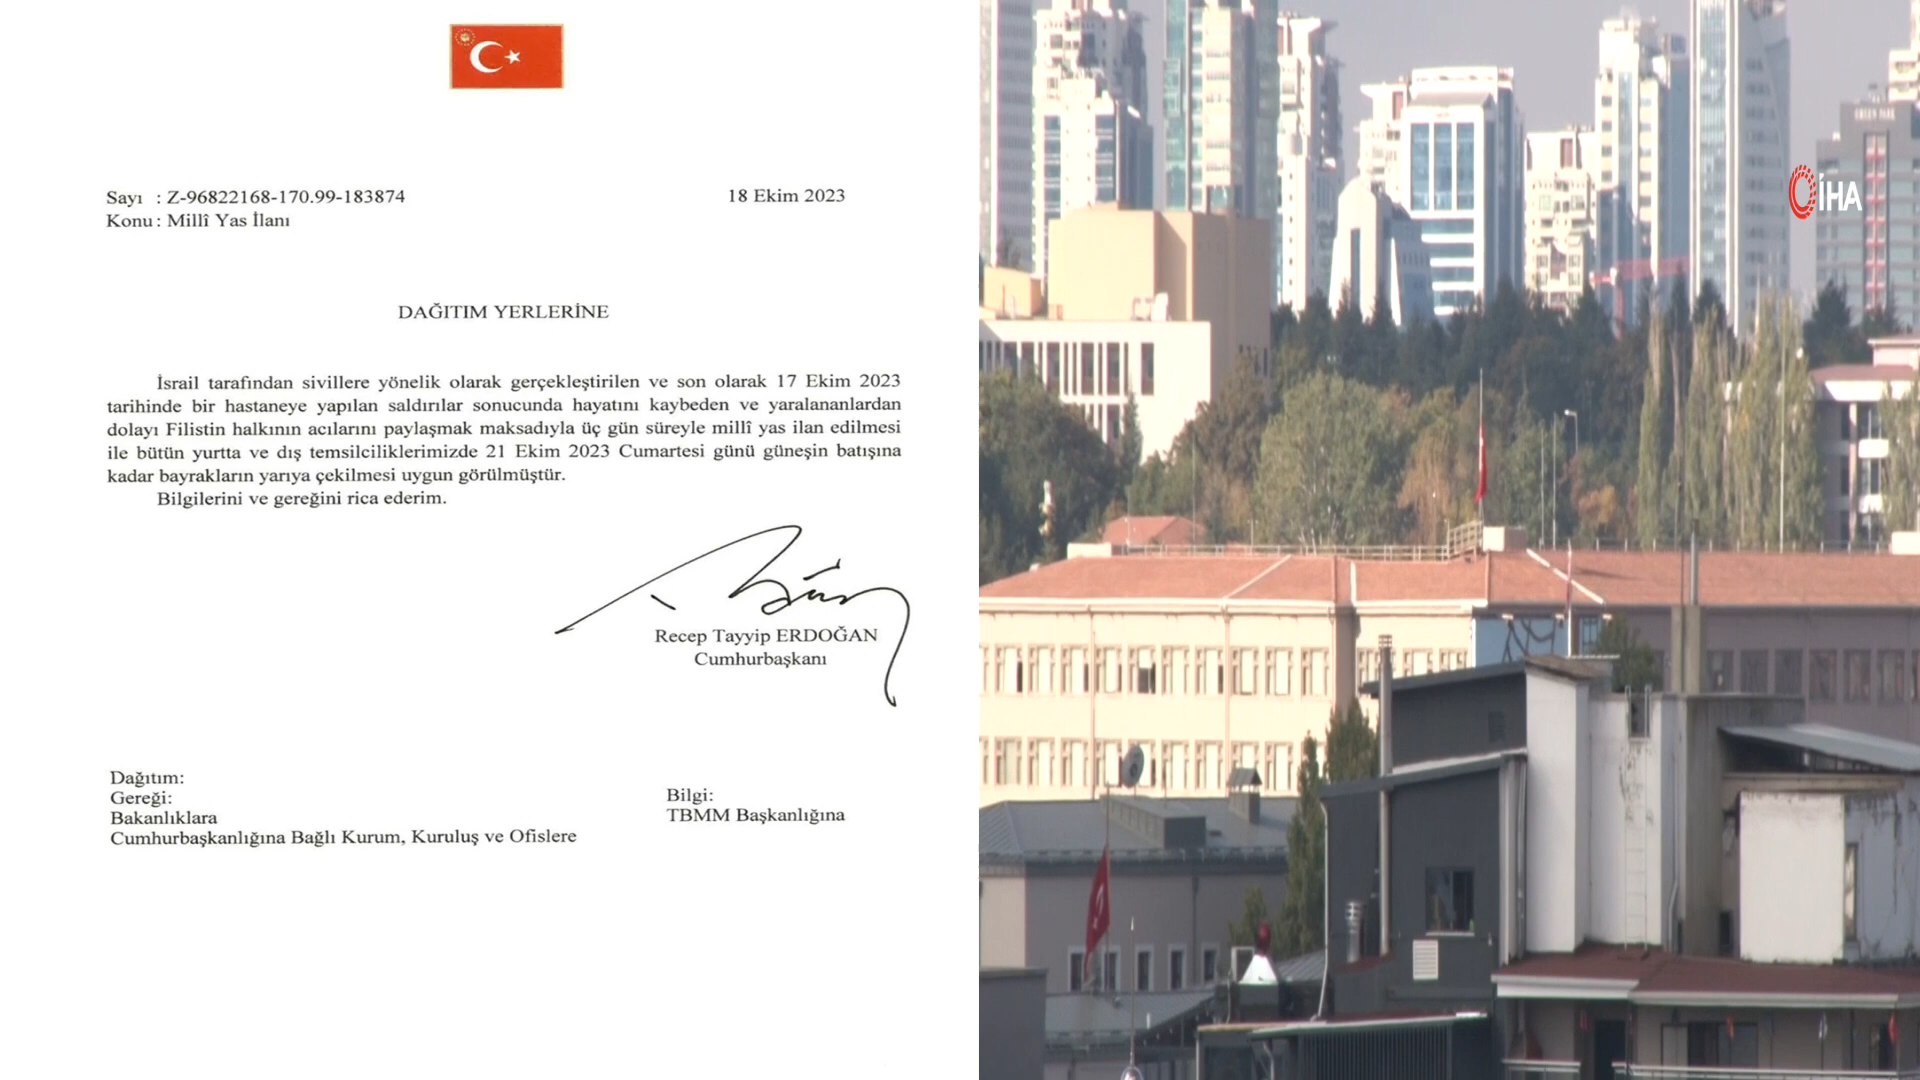 Sayı : Z-96822168-170.99-183874
18 Ekim 2023
Konu : Millî Yas İlanı
DAĞITIM YERLERİNE
İsrail tarafından sivillere yönelik olarak gerçekleştirilen ve son olarak 17 Ekim 2023
tarihinde bir hastaneye yapılan saldırılar sonucunda hayatını kaybeden ve yaralananlardan
dolayı Filistin halkının acılarını paylaşmak maksadıyla üç gün süreyle millî yas ilan edilmesi
ile bütün yurtta ve dış temsilciliklerimizde 21 Ekim 2023 Cumartesi günü güneşin batışına
kadar bayrakların yarıya çekilmesi uygun görülmüştür.
Bilgilerini ve gereğini rica ederim.
Recep Tayyip ERDOĞAN
Cumhurbaşkanı
Dağıtım:
Gereği:
Bakanlıklara
Cumhurbaşkanlığına Bağlı Kurum, Kuruluş ve Ofislere
Bilgi:
TBMM Başkanlığına
İHA